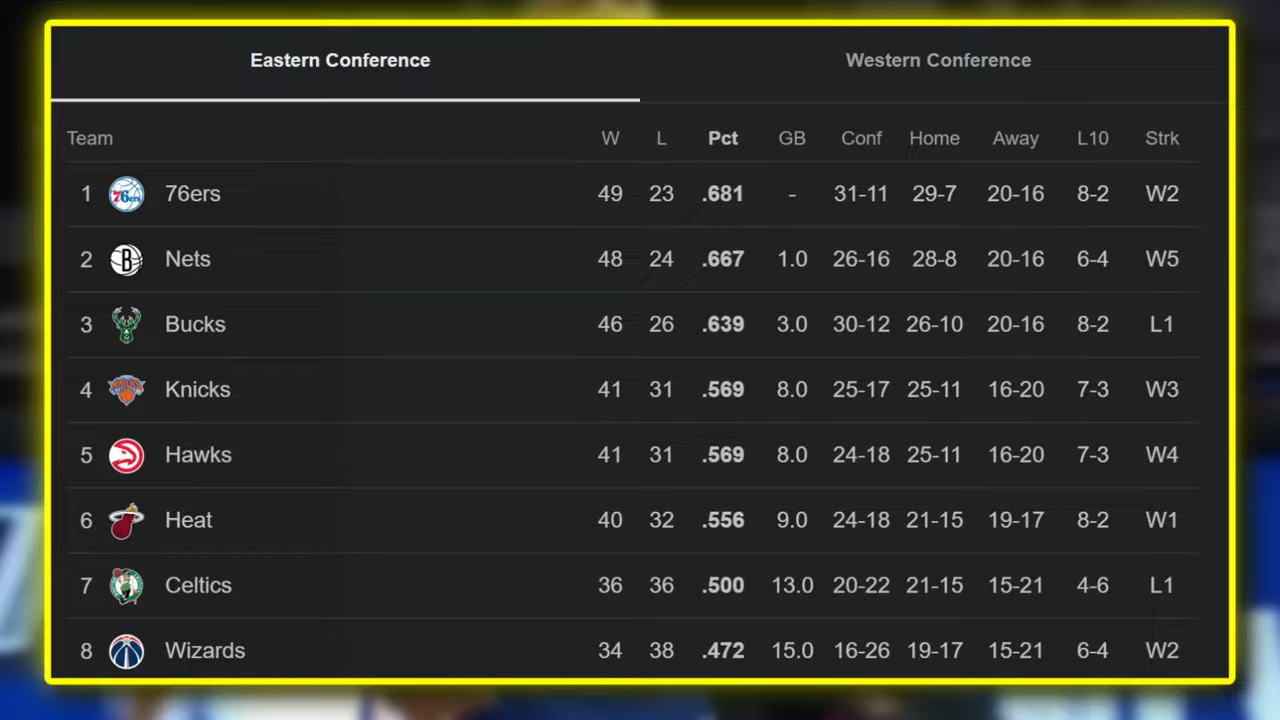 Eastern Conference Western Conference
Team W L Pct GB Conf Home Away L10 Strk
1 76ers 76ers 49 23 .681 - 31-11 29-7 20-16 8-2 W2
2 B Nets 48 24 .667 1.0 26-16 28-8 20-16 6-4 W5
3 Bucks 46 26 .639 3.0 30-12 26-10 20-16 8-2 L1
4 Knicks 41 31 .569 8.0 25-17 25-11 16-20 7-3 W3
5 Hawks 41 31 .569 8.0 24-18 25-11 16-20 7-3 W4
6 Heat 40 32 .556 9.0 24-18 21-15 19-17 8-2 W1
7 Celtics 36 36 .500 13.0 20-22 21-15 15-21 4-6 L1
8 Wizards 34 38 .472 15.0 16-26 19-17 15-21 6-4 W2